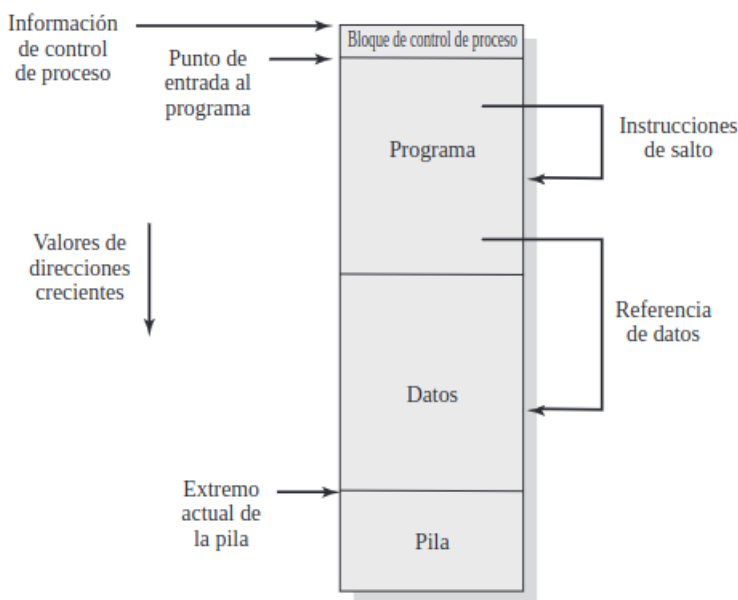 Información
de control
de proceso
Bloque de control de proceso
Punto de
entrada al
programa
Programa
Instrucciones
de salto
Valores de
direcciones
crecientes
Referencia
de datos
Datos
Extremo
actual de
la pila
Pila